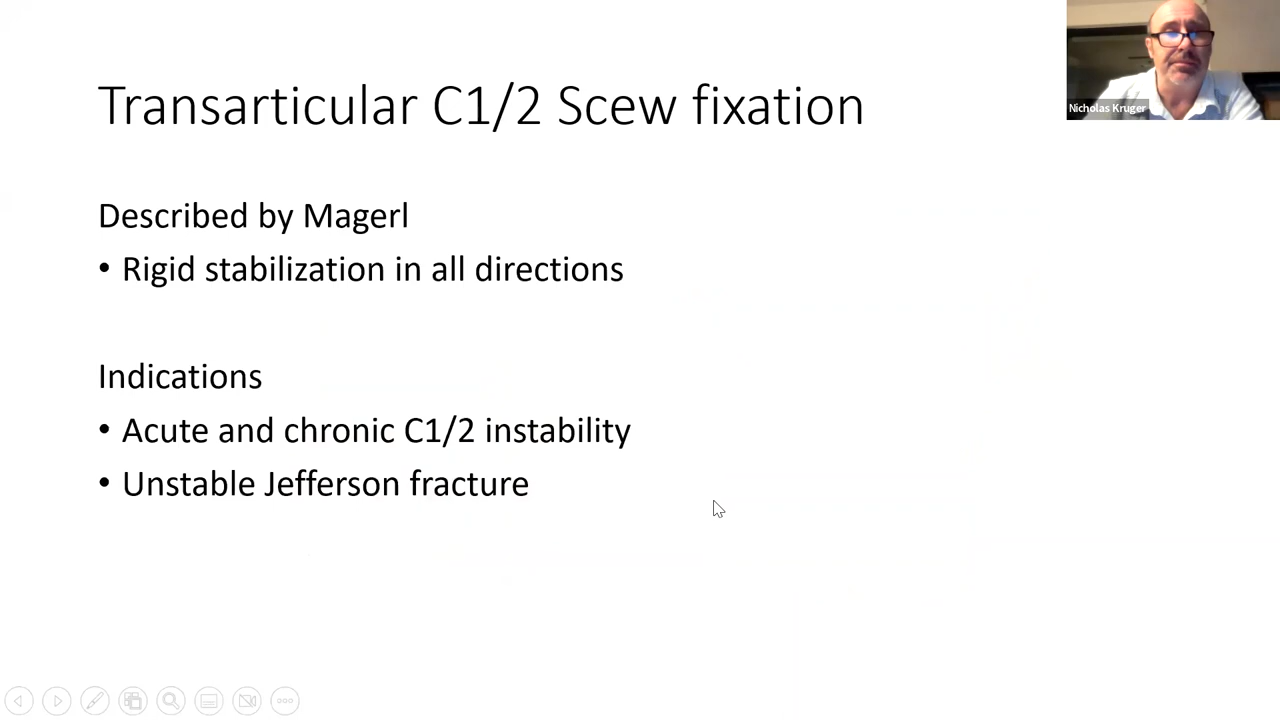 Nicholas Kruger
Transarticular C1/2 Scew fixation
Described by Magerl
• Rigid stabilization in all directions
Indications
• Acute and chronic C1/2 instability
• Unstable Jefferson fracture